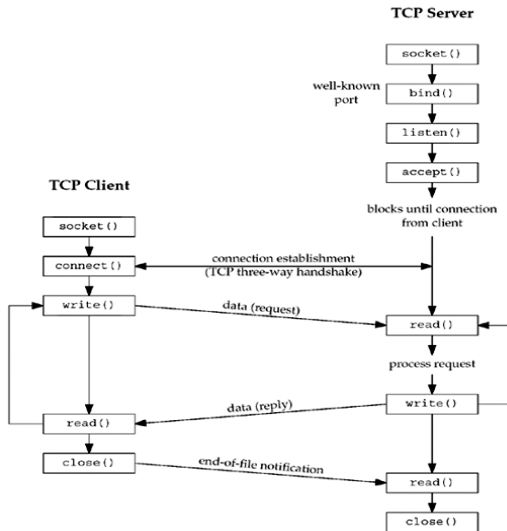 TCP Server
socket()
well-known
port
bind()
listen()
accept()
TCP Client
blocks until connection
from client
socket()
connect()
connection establishment
(TCP three-way handshake)
write()
data (request)
read()
process request
data (reply)
write()
read()
close()
end-of-file notification
read()
close()